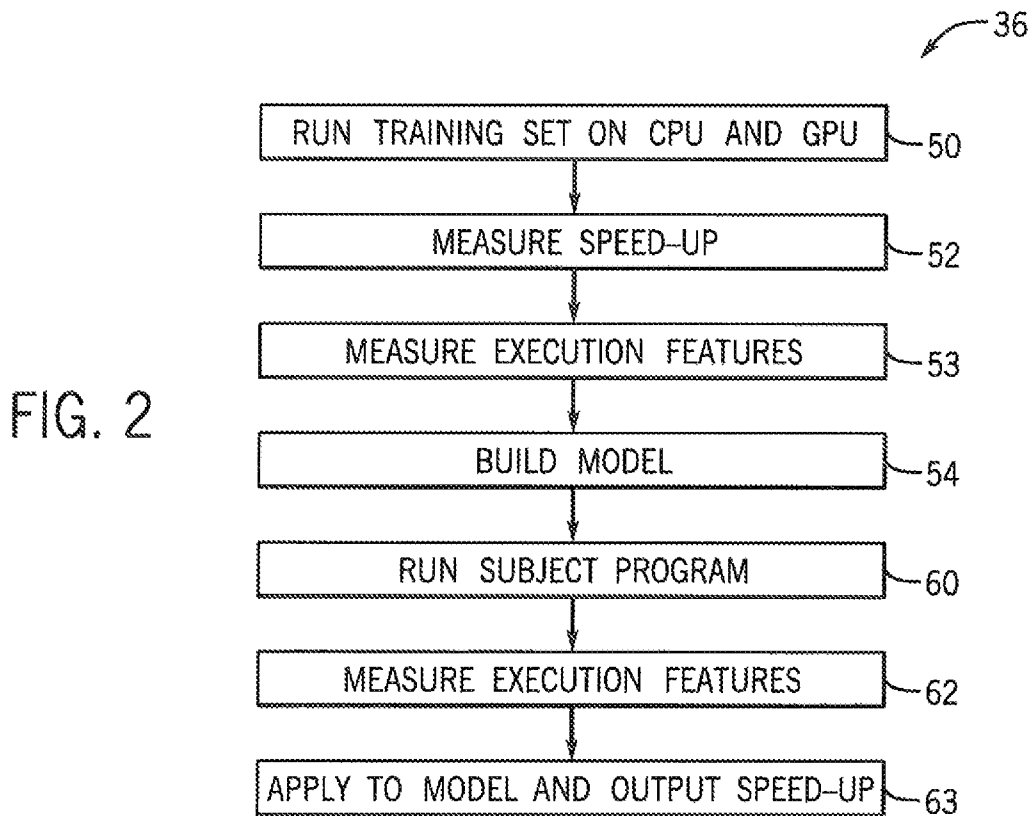 36
RUN TRAINING SET ON CPU AND GPU
50
MEASURE SPEED-UP
52
MEASURE EXECUTION FEATURES
53
FIG. 2
BUILD MODEL
54
RUN SUBJECT PROGRAM
60
MEASURE EXECUTION FEATURES
62
APPLY TO MODEL AND OUTPUT SPEED-UP
63